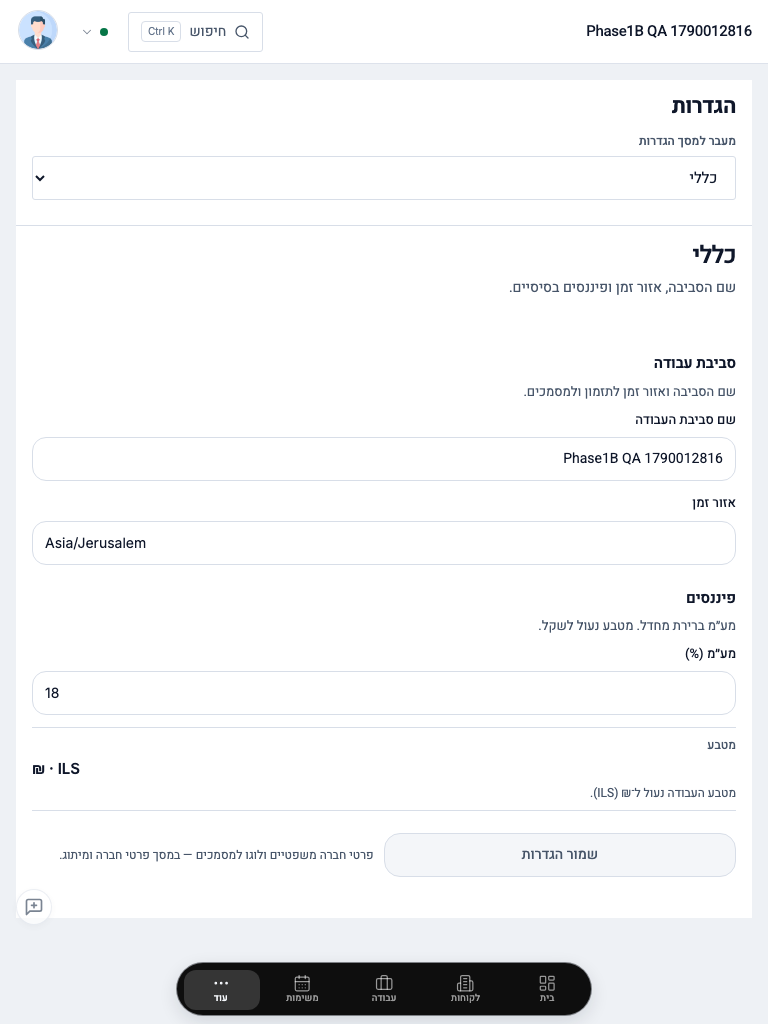 Phase1B QA 1790012816
חיפוש Ctrl K
הגדרות
מעבר למסך הגדרות
כללי
כללי
שם הסביבה, אזור זמן ופיננסים בסיסיים.
סביבת עבודה
שם הסביבה ואזור זמן לתזמון ולמסמכים.
שם סביבת העבודה
Phase1B QA 1790012816
אזור זמן
Asia/Jerusalem
פיננסים
מע״מ ברירת מחדל. מטבע נעול לשקל.
מע״מ (%)
18
מטבע
₪ · ILS
מטבע העבודה נעול ל־₪ (ILS).
שמור הגדרות
פרטי חברה משפטיים ולוגו למסמכים — במסך פרטי חברה ומיתוג.
בית
לקוחות
עבודה
משימות
עוד